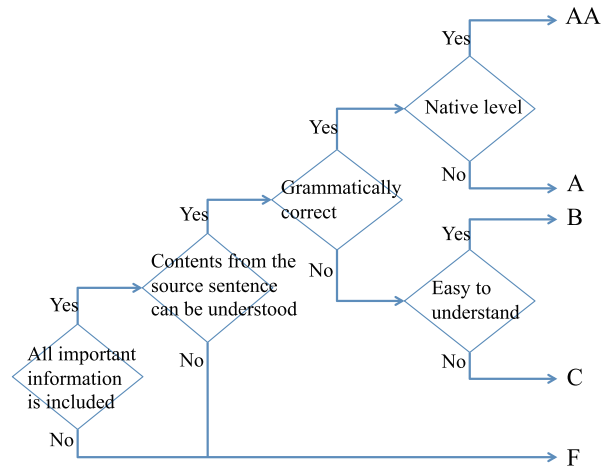 AA
Yes
Native level
Yes
No
A
Grammatically
correct
Yes
B
Yes
No
Contents from the
source sentence
can be understood
Easy to
understand
Yes
No
No
C
All important
information
is included
No
F